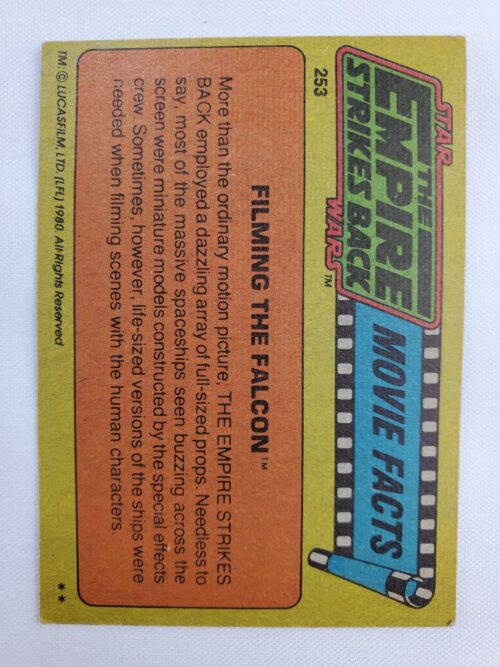 STAR
THE
EMPIRE
STRIKES BACK
WARS™
MOVIE FACTS
253
FILMING THE FALCON™
More than the ordinary motion picture, THE EMPIRE STRIKES
BACK employed a dazzling array of full-sized props. Needless to
say, most of the massive spaceships seen buzzing across the
screen were miniature models constructed by the special effects
crew. Sometimes, however, life-sized versions of the ships were
needed when filming scenes with the human characters.
TM: © LUCASFILM, LTD. (LFL) 1980. All Rights Reserved
**